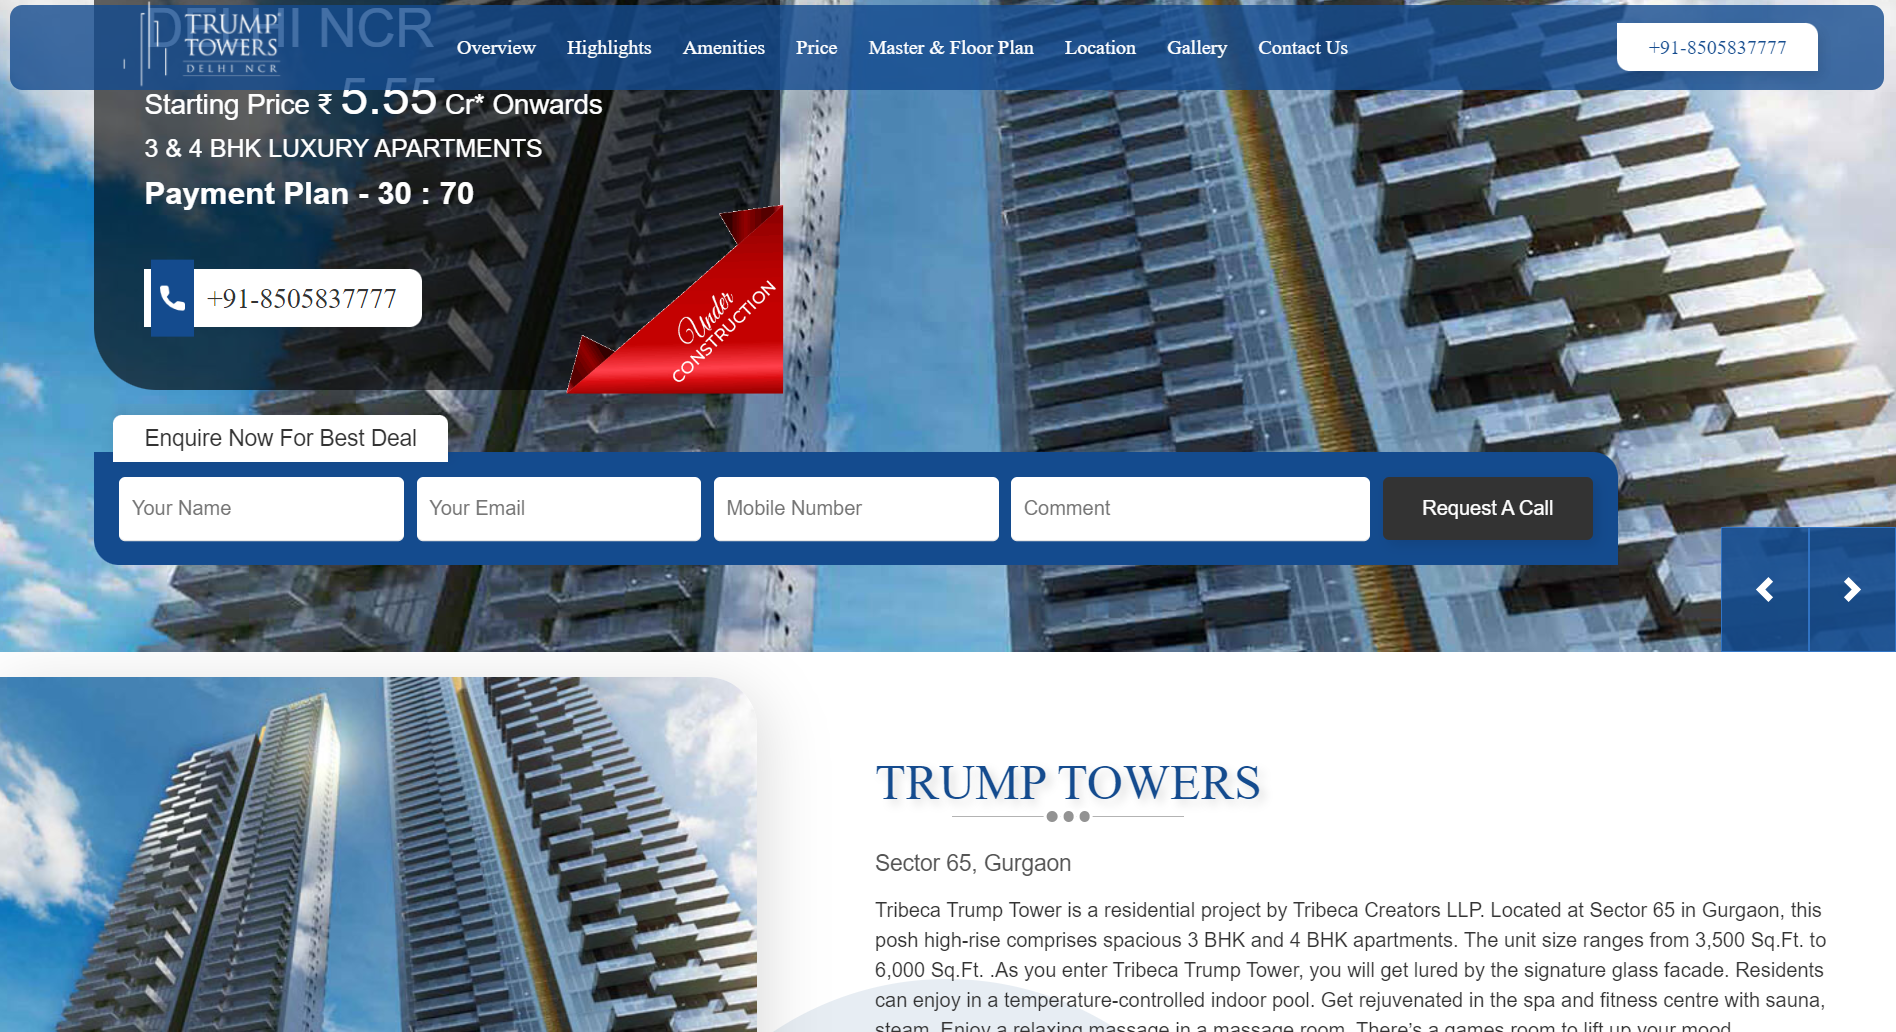 DELHI NCR
TRUMP
TOWERS
DELHI NCR
Overview
Highlights
Amenities
Price
Master & Floor Plan
Location
Gallery
Contact Us
+91-8505837777
Starting Price ₹ 5.55 Cr* Onwards
3 & 4 BHK LUXURY APARTMENTS
Payment Plan - 30 : 70
+91-8505837777
Under
CONSTRUCTION
Enquire Now For Best Deal
Your Name
Your Email
Mobile Number
Comment
Request A Call
TRUMP TOWERS
Sector 65, Gurgaon
Tribeca Trump Tower is a residential project by Tribeca Creators LLP. Located at Sector 65 in Gurgaon, this
posh high-rise comprises spacious 3 BHK and 4 BHK apartments. The unit size ranges from 3,500 Sq.Ft. to
6,000 Sq.Ft. .As you enter Tribeca Trump Tower, you will get lured by the signature glass facade. Residents
can enjoy in a temperature-controlled indoor pool. Get rejuvenated in the spa and fitness centre with sauna,
steam. Enjoy a relaxing massage in a massage room. There's a games room to lift up your mood.